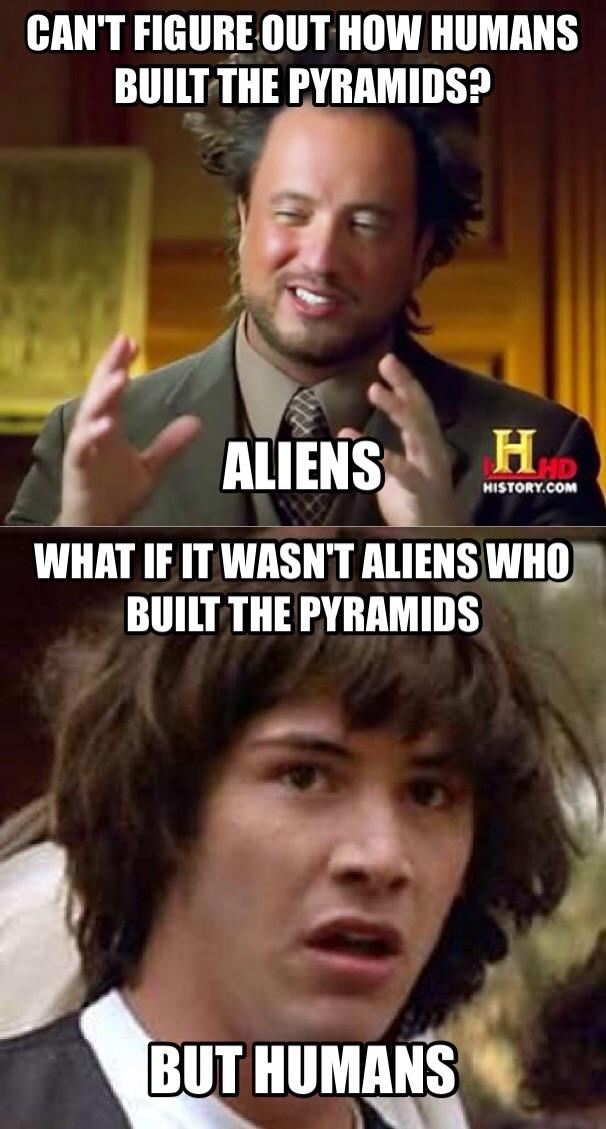 CAN'T FIGURE OUT HOW HUMANS
BUILT THE PYRAMIDS?
ALIENS
H HD
HISTORY.COM
WHAT IF IT WASN'T ALIENS WHO
BUILT THE PYRAMIDS
BUT HUMANS